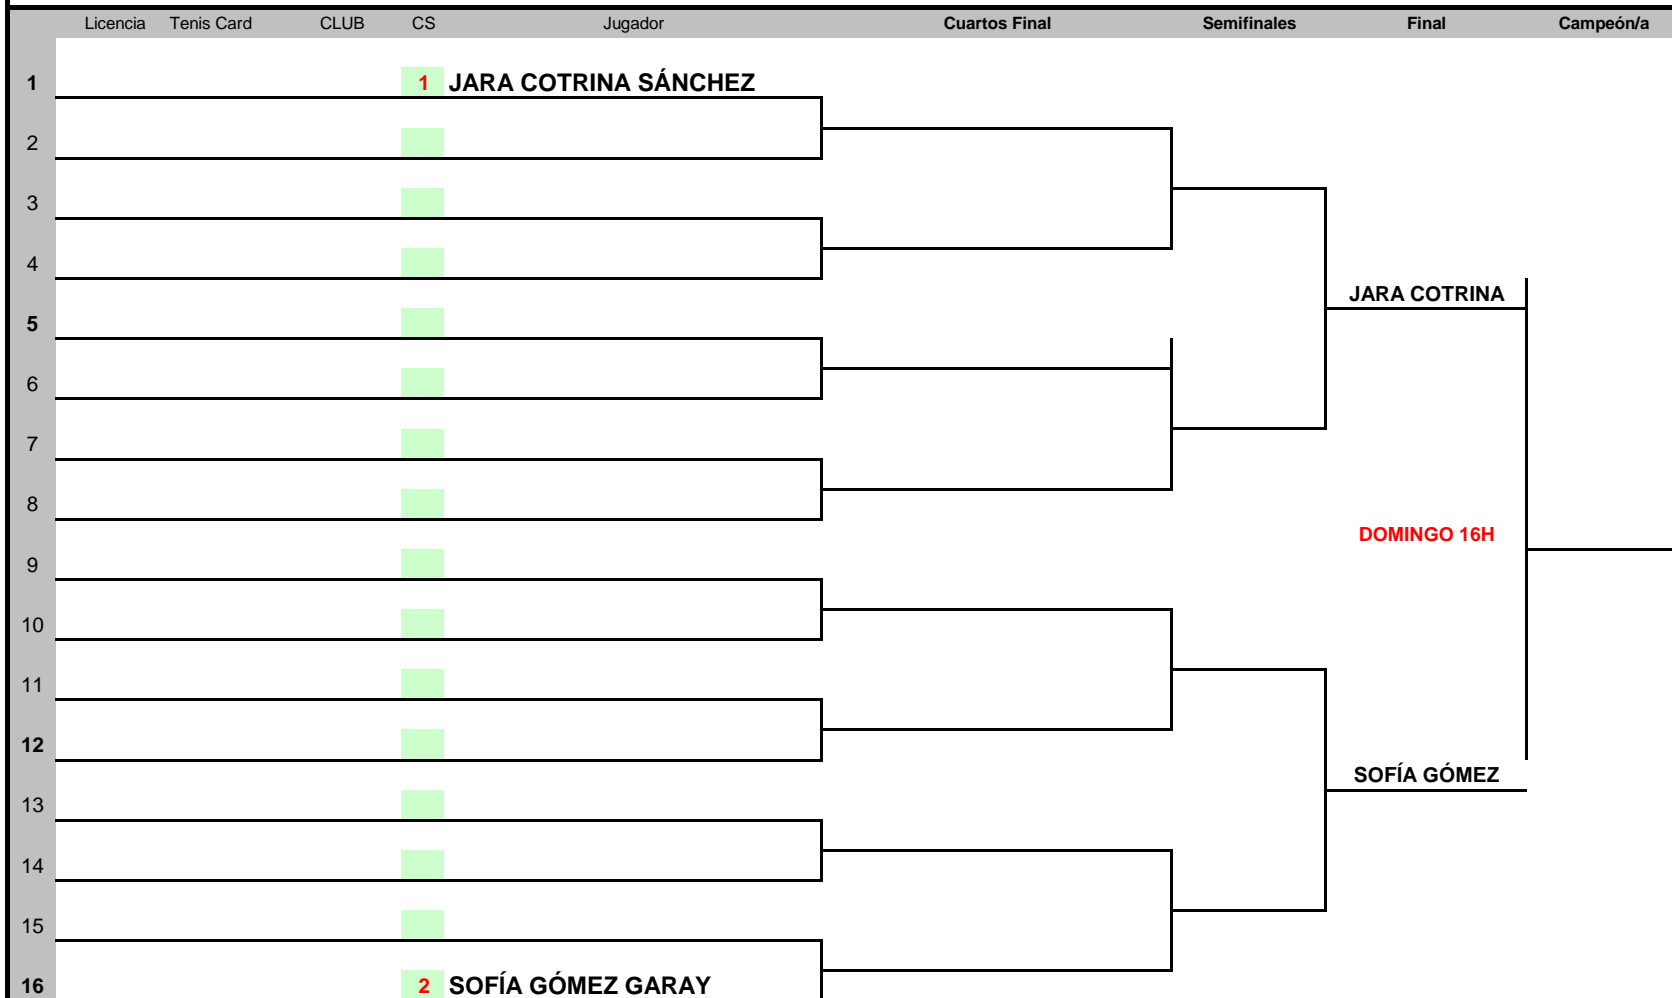 Licencia Tenis Card CLUB CS Jugador Cuartos Final Semifinales Final Campeón/a
1 1 JARA COTRINA SÁNCHEZ
2
3
4
JARA COTRINA
5
6
7
8
DOMINGO 16H
9
10
11
12
SOFÍA GÓMEZ
13
14
15
16 2 SOFÍA GÓMEZ GARAY